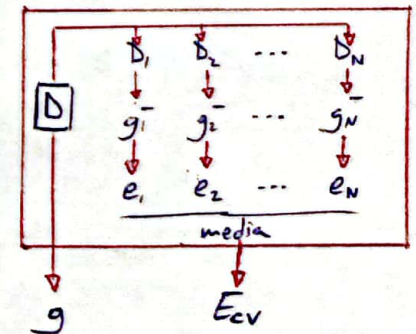 D₁ D₂ ... D_N
D
g₁⁻ g₂⁻ ... g_N⁻
e₁ e₂ ... e_N
media
g E_cv